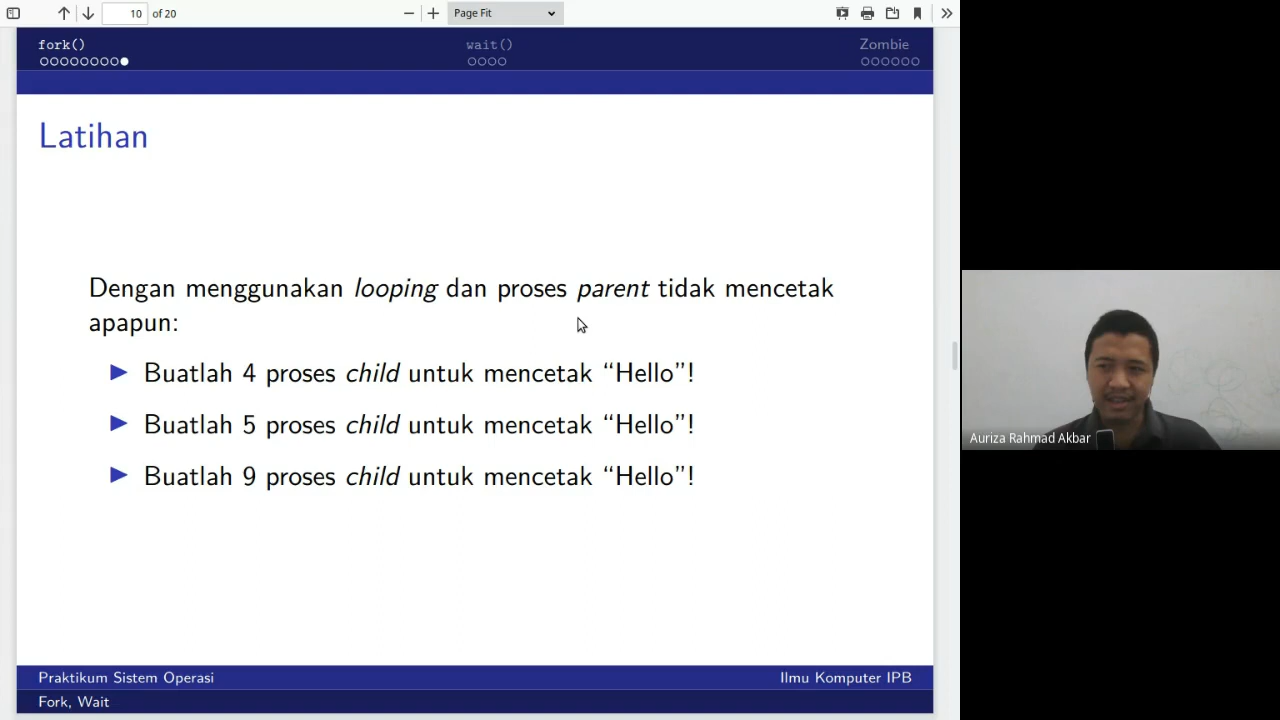 10 of 20
Page Fit
fork()
wait()
Zombie
Latihan
Dengan menggunakan looping dan proses parent tidak mencetak
apapun:
Buatlah 4 proses child untuk mencetak “Hello”!
Buatlah 5 proses child untuk mencetak “Hello”!
Buatlah 9 proses child untuk mencetak “Hello”!
Auriza Rahmad Akbar
Praktikum Sistem Operasi
Ilmu Komputer IPB
Fork, Wait